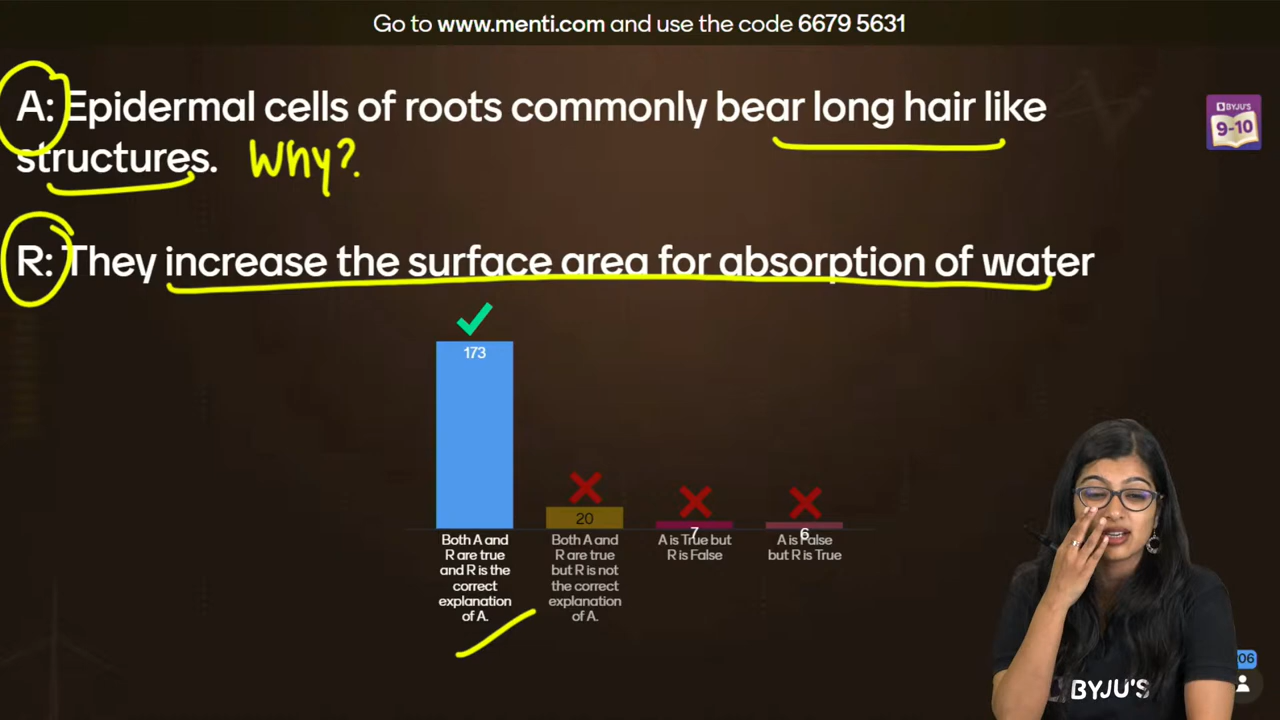 Go to www.menti.com and use the code 6679 5631
A: Epidermal cells of roots commonly bear long hair like
structures. Why?
BYJU'S
9-10
R: They increase the surface area for absorption of water
173
20
7
6
Both A and
R are true
and R is the
correct
explanation
of A.
Both A and
R are true
but R is not
the correct
explanation
of A.
A is True but
R is False
A is False
but R is True
06
BYJU'S